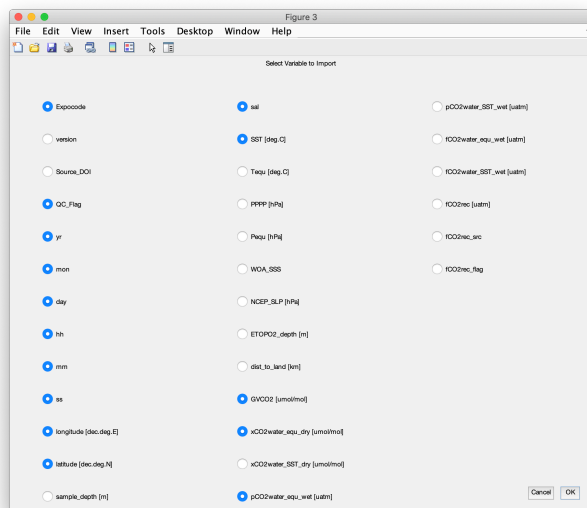 Figure 3
File Edit View Insert Tools Desktop Window Help
Select Variable to Import
Expocode
version
Source_DOI
QC_Flag
yr
mon
day
hh
mm
ss
longitude [dec.deg.E]
latitude [dec.deg.N]
sample_depth [m]
sal
SST [deg.C]
Tequ [deg.C]
PPPP [hPa]
Pequ [hPa]
WOA_SSS
NCEP_SLP [hPa]
ETOPO2_depth [m]
dist_to_land [km]
GVCO2 [umol/mol]
xCO2water_equ_dry [umol/mol]
xCO2water_SST_dry [umol/mol]
pCO2water_equ_wet [uatm]
pCO2water_SST_wet [uatm]
fCO2water_equ_wet [uatm]
fCO2water_SST_wet [uatm]
fCO2rec [uatm]
fCO2rec_src
fCO2rec_flag
Cancel OK